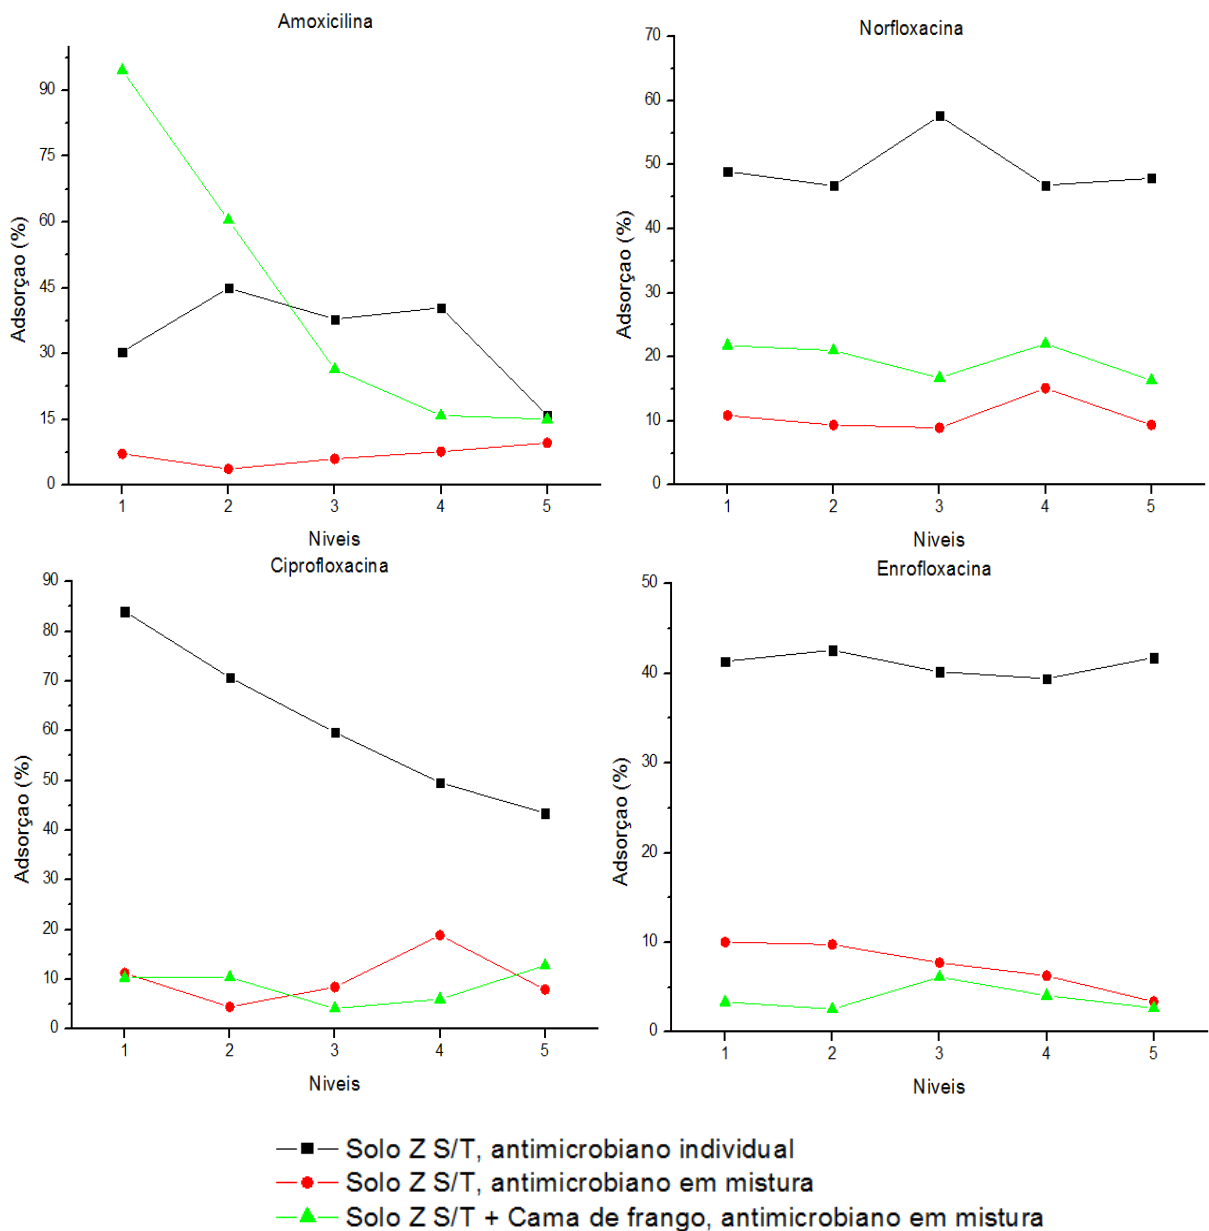 Amoxicilina
Adsorçao (%)
90
75
60
45
30
15
0
1 2 3 4 5
Niveis
Norfloxacina
Adsorçao (%)
70
60
50
40
30
20
10
0
1 2 3 4 5
Niveis
Ciprofloxacina
Adsorçao (%)
90
80
70
60
50
40
30
20
10
0
1 2 3 4 5
Niveis
Enrofloxacina
Adsorçao (%)
50
40
30
20
10
0
1 2 3 4 5
Niveis
Solo Z S/T, antimicrobiano individual
Solo Z S/T, antimicrobiano em mistura
Solo Z S/T + Cama de frango, antimicrobiano em mistura